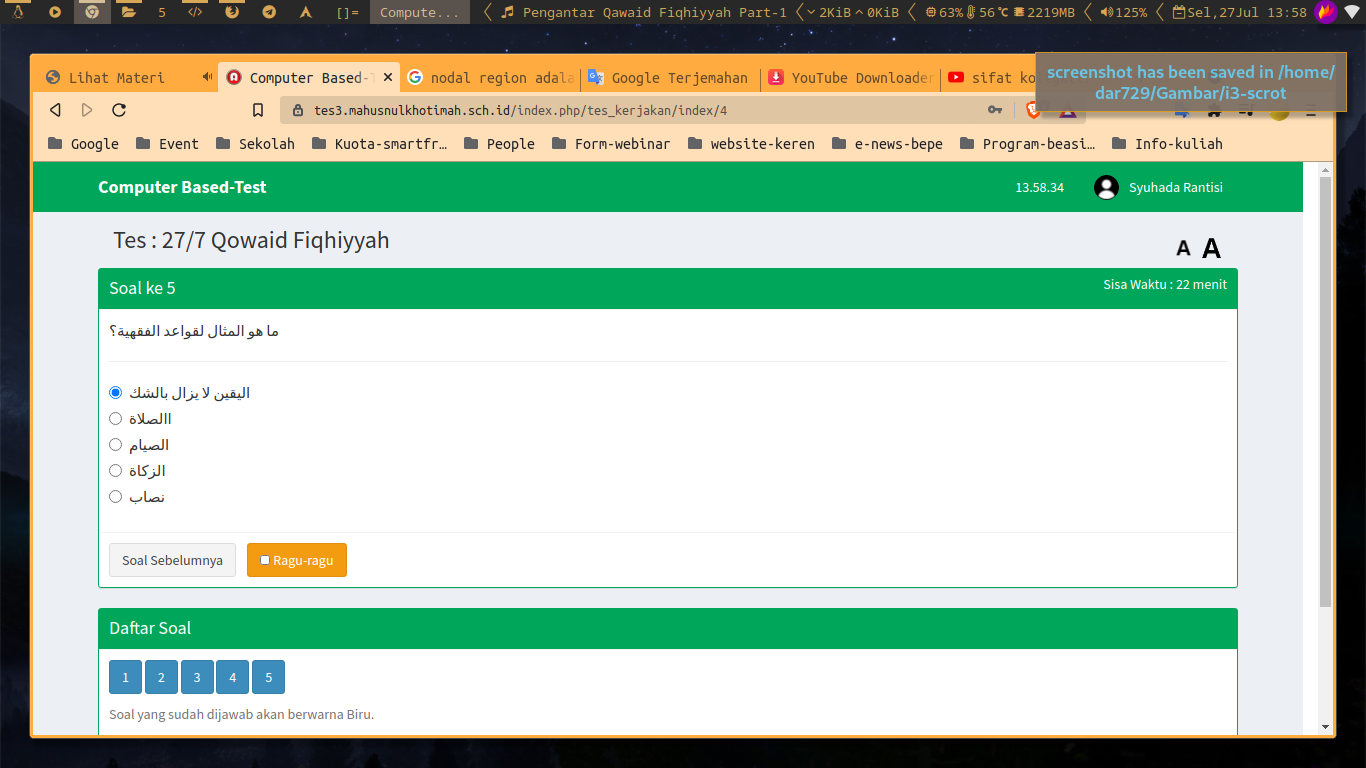 5 </> []= Compute... Pengantar Qawaid Fiqhiyyah Part-1 2KiB 0KiB 63% 56℃ 2219MB 125% Sel,27Jul 13:58
Lihat Materi Computer Based-T nodal region adala Google Terjemahan YouTube Downloader sifat ko
screenshot has been saved in /home/
dar729/Gambar/i3-scrot
tes3.mahusnulkhotimah.sch.id/index.php/tes_kerjakan/index/4
Google Event Sekolah Kuota-smartfr... People Form-webinar website-keren e-news-bepe Program-beasi... Info-kuliah
Computer Based-Test 13.58.34 Syuhada Rantisi
Tes : 27/7 Qowaid Fiqhiyyah A A
Soal ke 5 Sisa Waktu : 22 menit
ما هو المثال لقواعد الفقهية؟
اليقين لا يزال بالشك
االصلاة
الصيام
الزكاة
نصاب
Soal Sebelumnya Ragu-ragu
Daftar Soal
1 2 3 4 5
Soal yang sudah dijawab akan berwarna Biru.